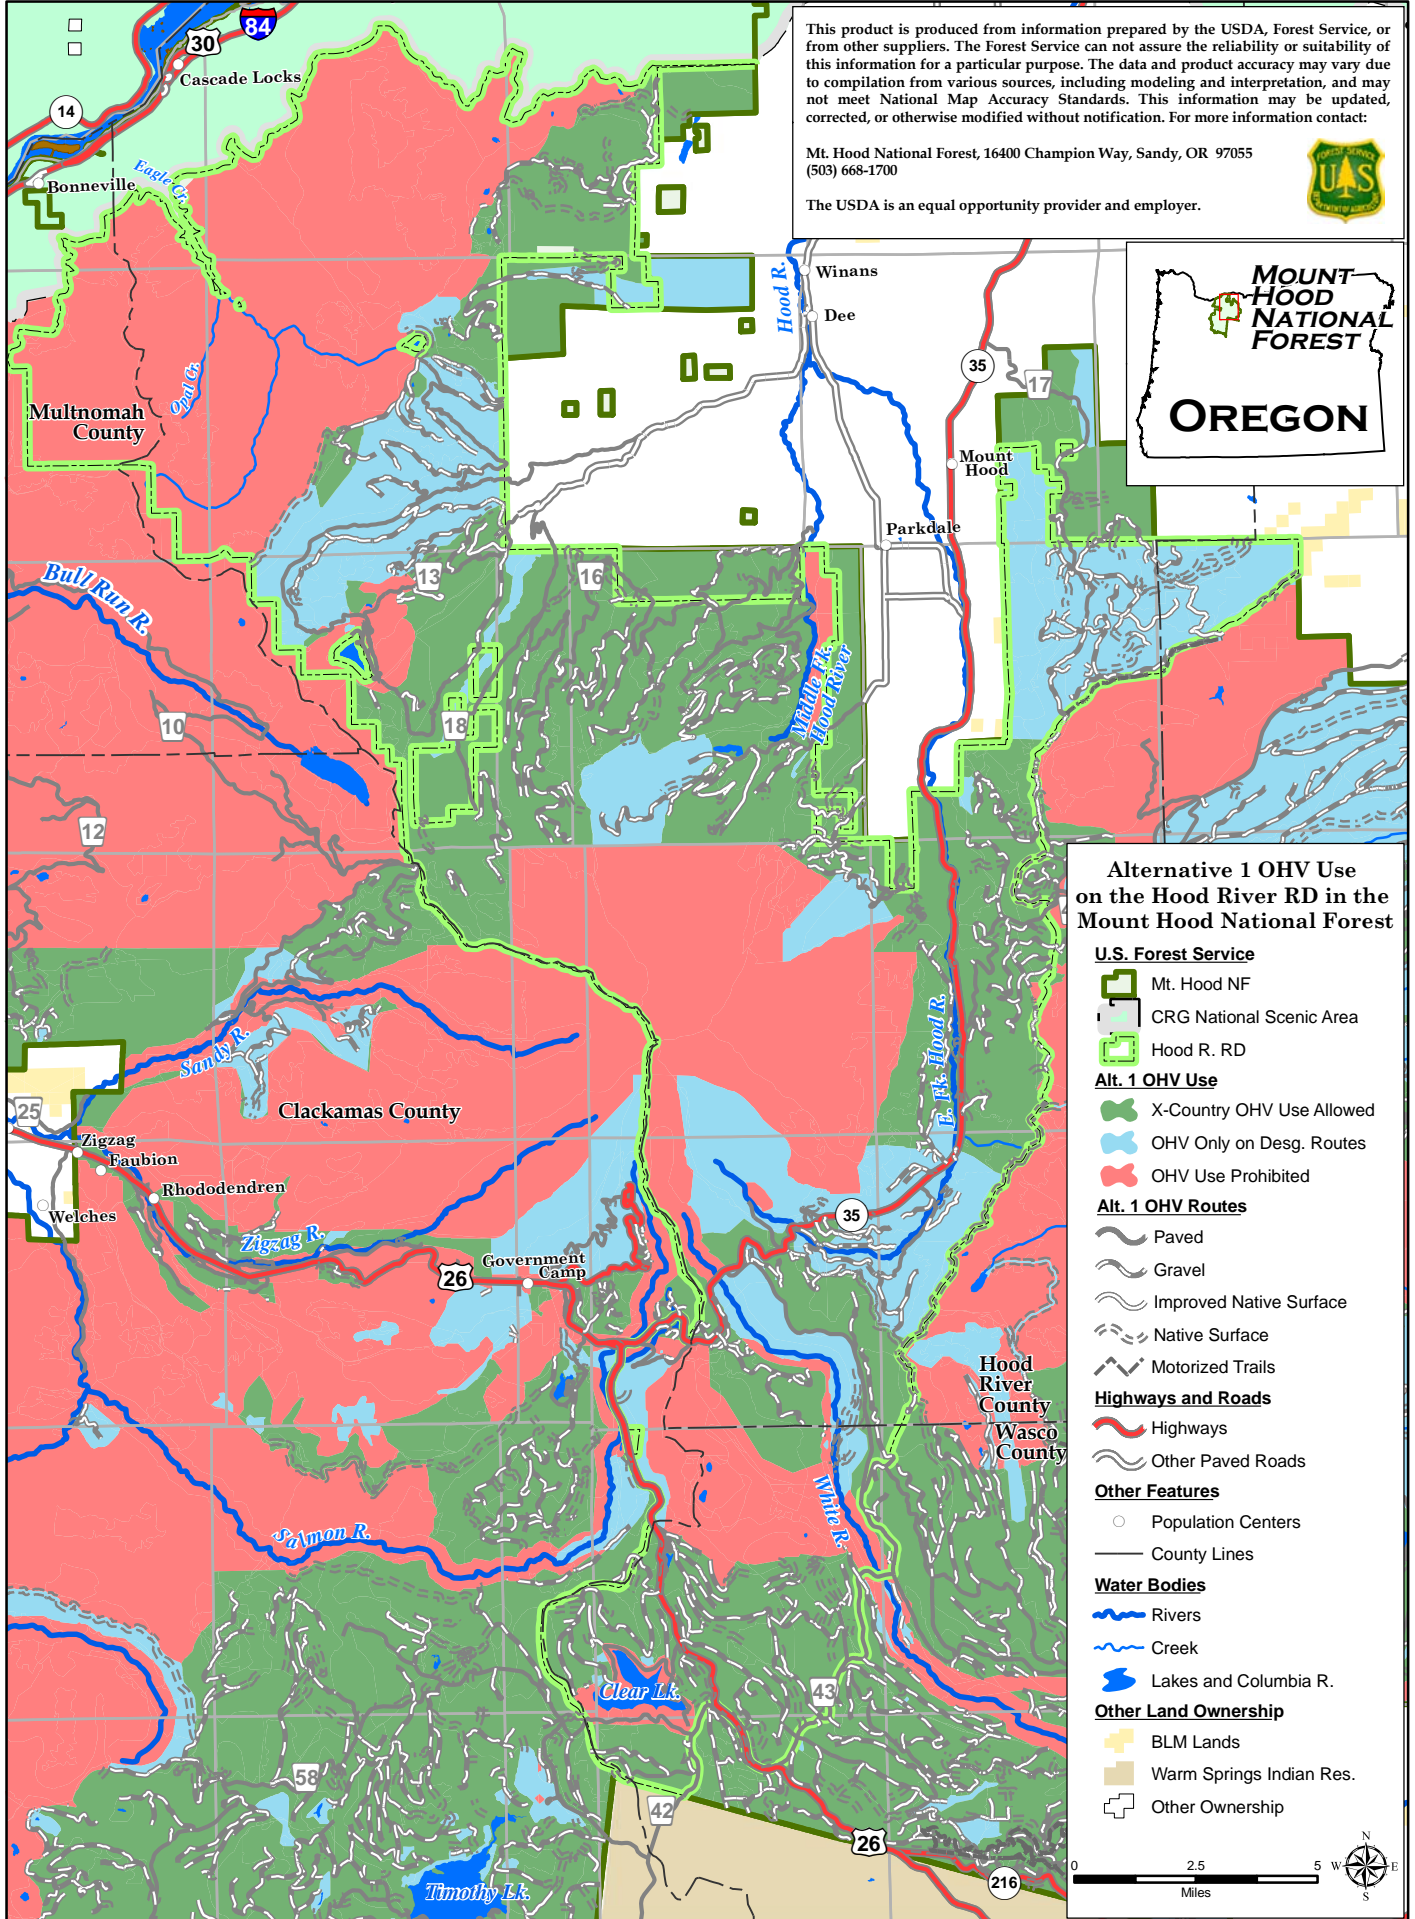 This product is produced from information prepared by the USDA, Forest Service, or
from other suppliers. The Forest Service can not assure the reliability or suitability of
this information for a particular purpose. The data and product accuracy may vary due
to compilation from various sources, including modeling and interpretation, and may
not meet National Map Accuracy Standards. This information may be updated,
corrected, or otherwise modified without notification. For more information contact:
Mt. Hood National Forest, 16400 Champion Way, Sandy, OR 97055
(503) 668-1700
The USDA is an equal opportunity provider and employer.
FOREST SERVICE
US
DEPARTMENT OF AGRICULTURE
MOUNT
HOOD
NATIONAL
FOREST
OREGON
84
30
Cascade Locks
14
Bonneville
Eagle Cr.
Winans
Hood R.
Dee
35
17
Opal Cr.
Multnomah
County
Mount
Hood
Parkdale
Bull Run R.
13
16
Middle Fk.
Hood River
10
18
12
Sandy R.
E. Fk. Hood R.
Clackamas County
25
Zigzag
Faubion
Rhododendren
Welches
Zigzag R.
35
Government
Camp
26
Hood
River
County
Wasco
County
White R.
Salmon R.
Clear Lk.
43
58
42
26
Timothy Lk.
216
Alternative 1 OHV Use
on the Hood River RD in the
Mount Hood National Forest
U.S. Forest Service
Mt. Hood NF
CRG National Scenic Area
Hood R. RD
Alt. 1 OHV Use
X-Country OHV Use Allowed
OHV Only on Desg. Routes
OHV Use Prohibited
Alt. 1 OHV Routes
Paved
Gravel
Improved Native Surface
Native Surface
Motorized Trails
Highways and Roads
Highways
Other Paved Roads
Other Features
Population Centers
County Lines
Water Bodies
Rivers
Creek
Lakes and Columbia R.
Other Land Ownership
BLM Lands
Warm Springs Indian Res.
Other Ownership
0 2.5 5
Miles
N
W E
S